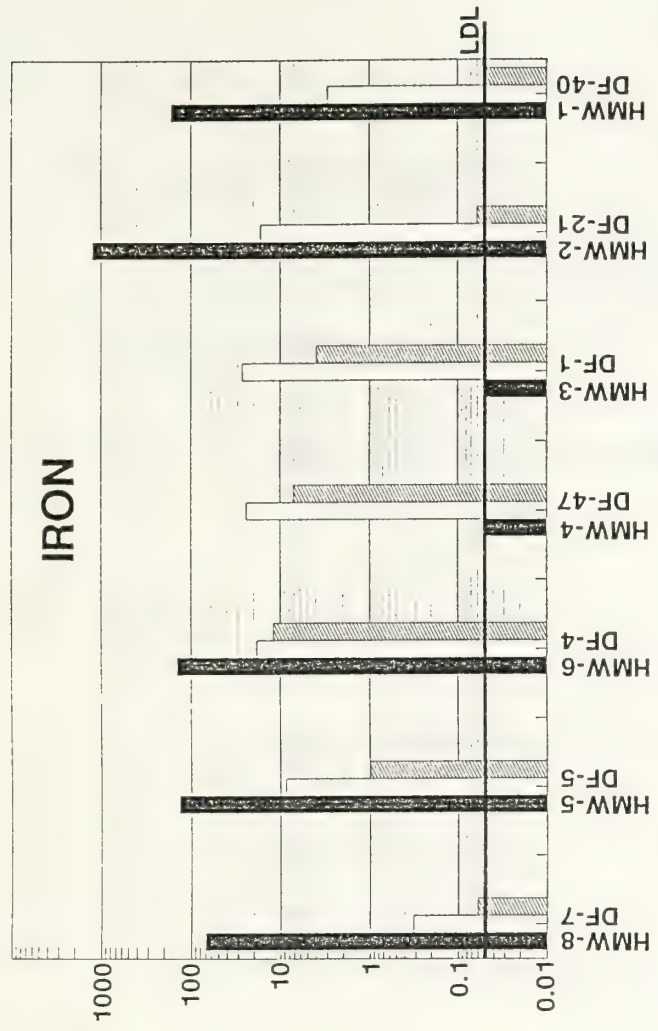 IRON
1000
100
10
1
0.1
0.01
LDL
HMW-8
DF-7
HMW-5
DF-5
HMW-6
DF-4
HMW-4
DF-47
HMW-3
DF-1
HMW-2
DF-21
HMW-1
DF-40